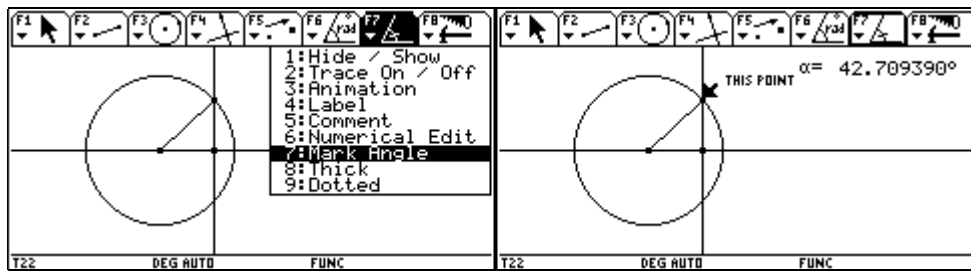 F1 F2 F3 F4 F5 F6 F7 F8
1:Hide / Show
2:Trace On / Off
3:Animation
4:Label
5:Comment
6:Numerical Edit
7:Mark Angle
8:Thick
9:Dotted
T22 DEG AUTO FUNC
F1 F2 F3 F4 F5 F6 F7 F8
α= 42.709390°
THIS POINT
T22 DEG AUTO FUNC